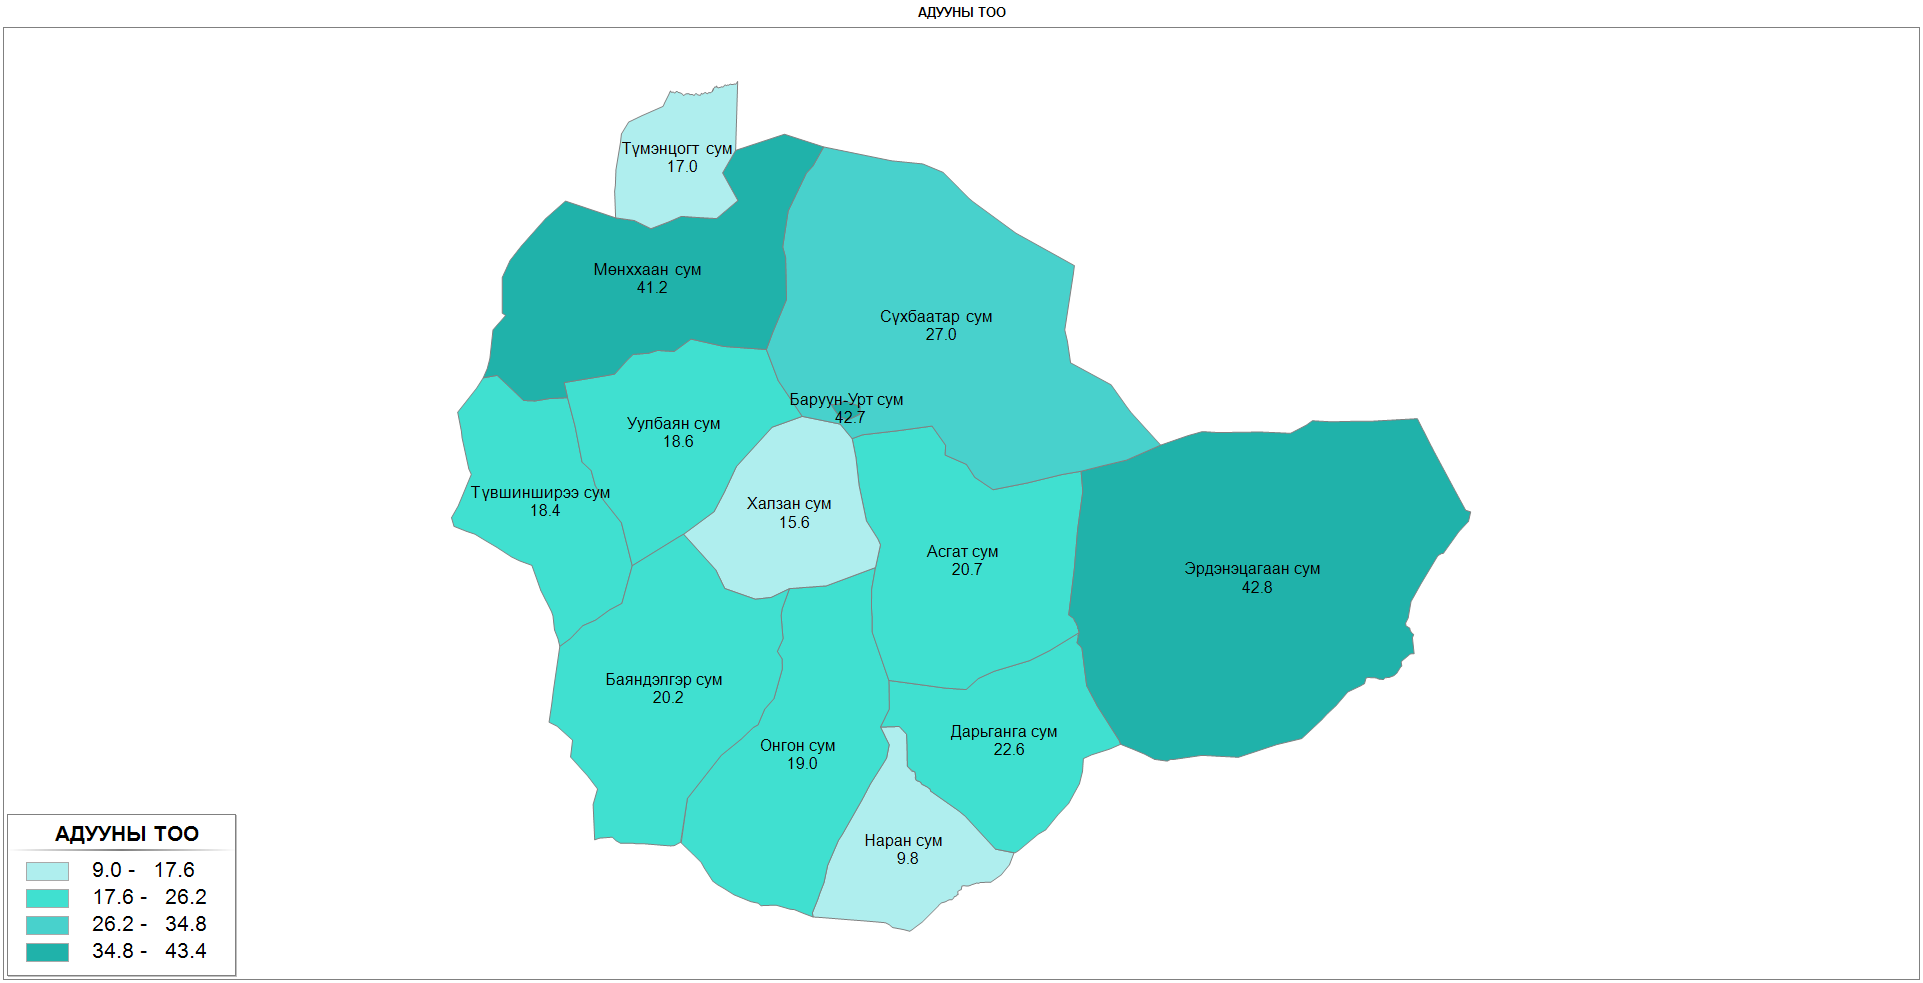 АДУУНЫ ТОО
Түмэнцогт сум
17.0
Мөнххаан сум
41.2
Сүхбаатар сум
27.0
Баруун-Урт сум
42.7
Уулбаян сум
18.6
Түвшинширээ сум
18.4
Халзан сум
15.6
Асгат сум
20.7
Эрдэнэцагаан сум
42.8
Баяндэлгэр сум
20.2
Онгон сум
19.0
Дарьганга сум
22.6
Наран сум
9.8
АДУУНЫ ТОО
9.0 - 17.6
17.6 - 26.2
26.2 - 34.8
34.8 - 43.4